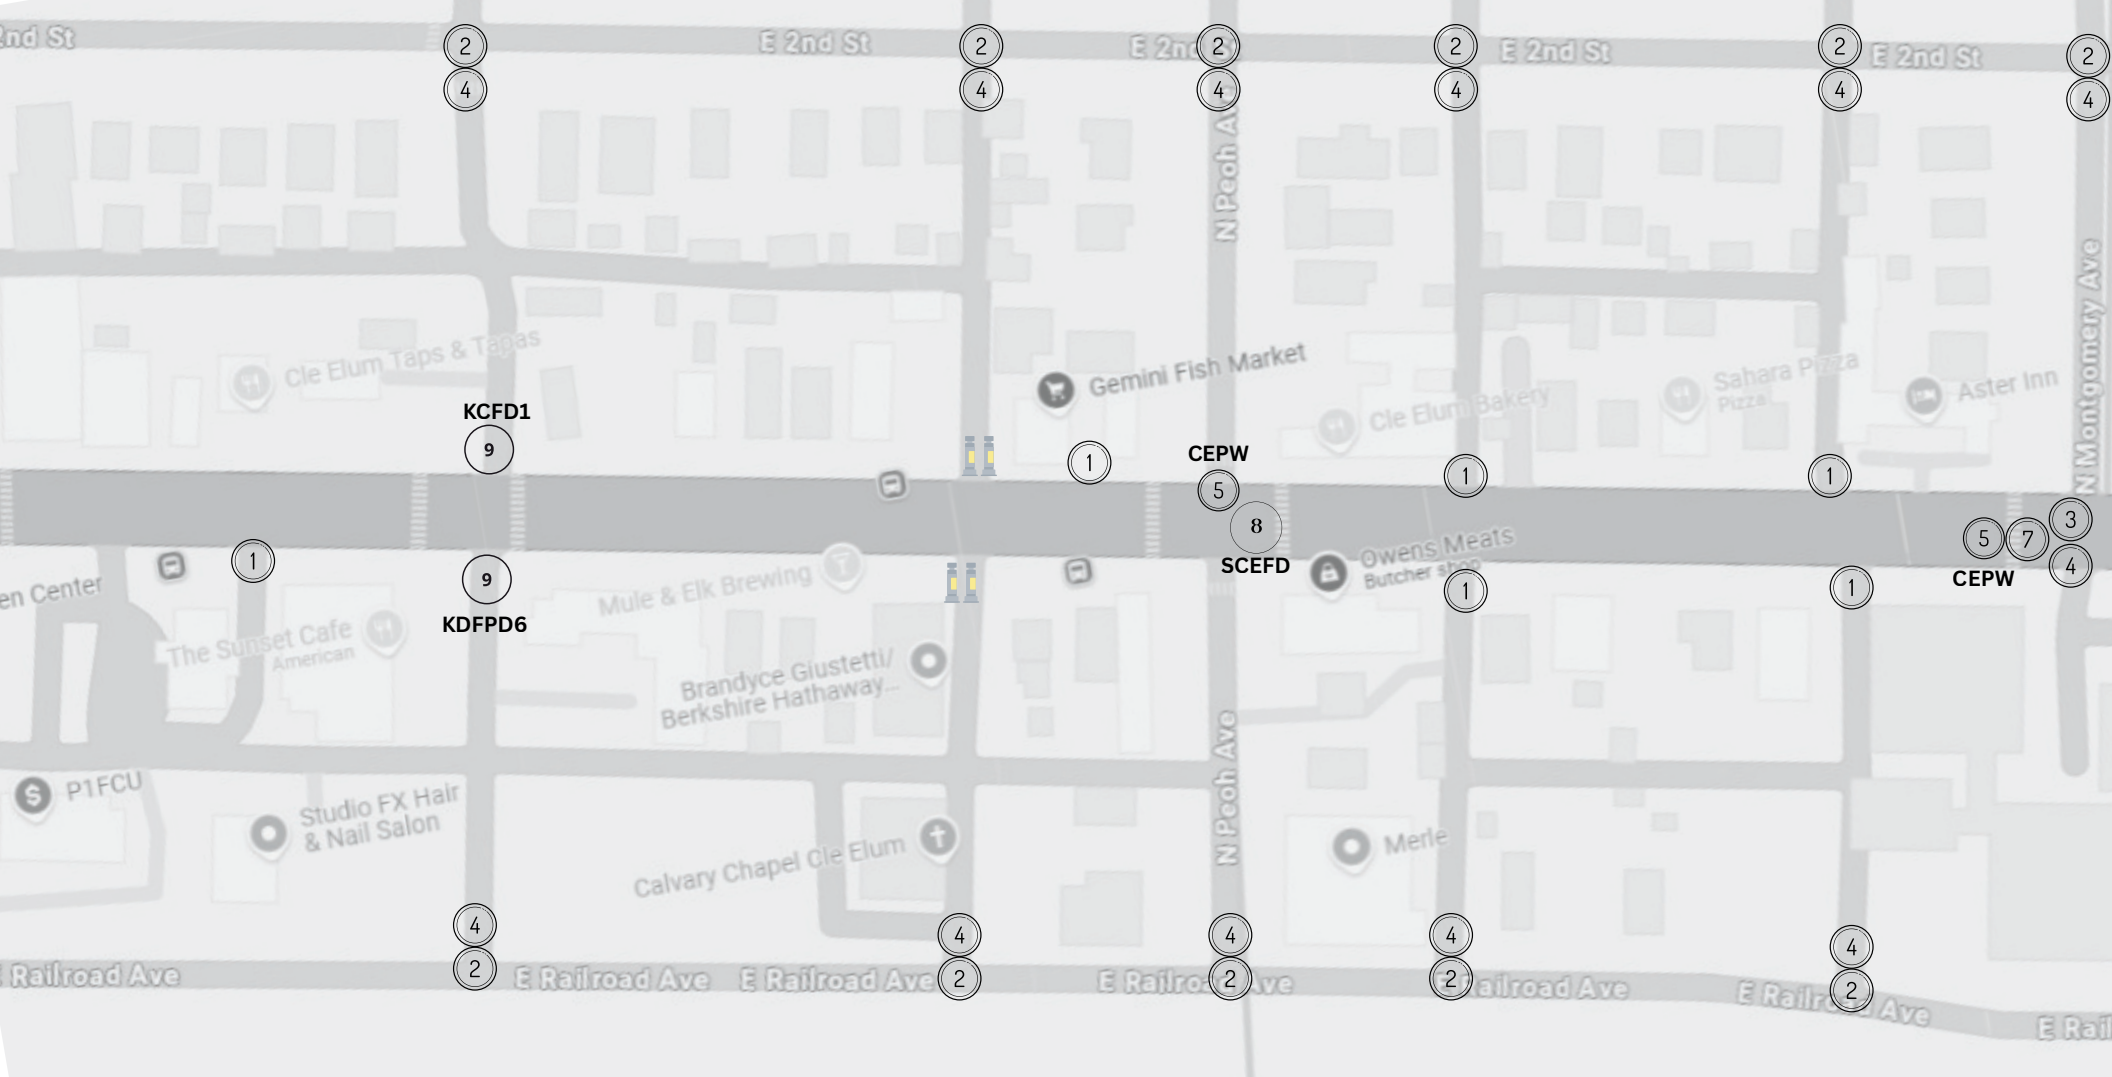 2nd St
E 2nd St
E 2nd St
E 2nd St
E 2nd St
2
2
2
2
2
2
4
4
4
4
4
4
N Peoh Ave
N Montgomery Ave
Cle Elum Taps & Tapas
Gemini Fish Market
Cle Elum Bakery
Sahara Pizza
Pizza
Aster Inn
KCFD1
9
1
CEPW
5
8
SCEFD
1
1
3
5
7
4
CEPW
1
9
KDFPD6
en Center
The Sunset Cafe
American
Mule & Elk Brewing
Owens Meats
Butcher shop
1
1
Brandyce Giustetti/
Berkshire Hathaway...
P1FCU
Studio FX Hair
& Nail Salon
Calvary Chapel Cle Elum
N Peoh Ave
Merle
4
4
4
4
4
2
2
2
2
2
E Railroad Ave
E Railroad Ave
E Railroad Ave
E Railroad Ave
E Railroad Ave
E Railroad Ave
E Rail